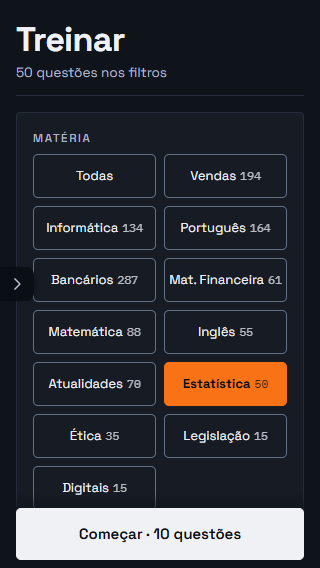 Treinar
50 questões nos filtros
MATÉRIA
Todas
Vendas 194
Informática 134
Português 164
Bancários 287
Mat. Financeira 61
Matemática 88
Inglês 55
Atualidades 70
Estatística 50
Ética 35
Legislação 15
Digitais 15
Começar · 10 questões